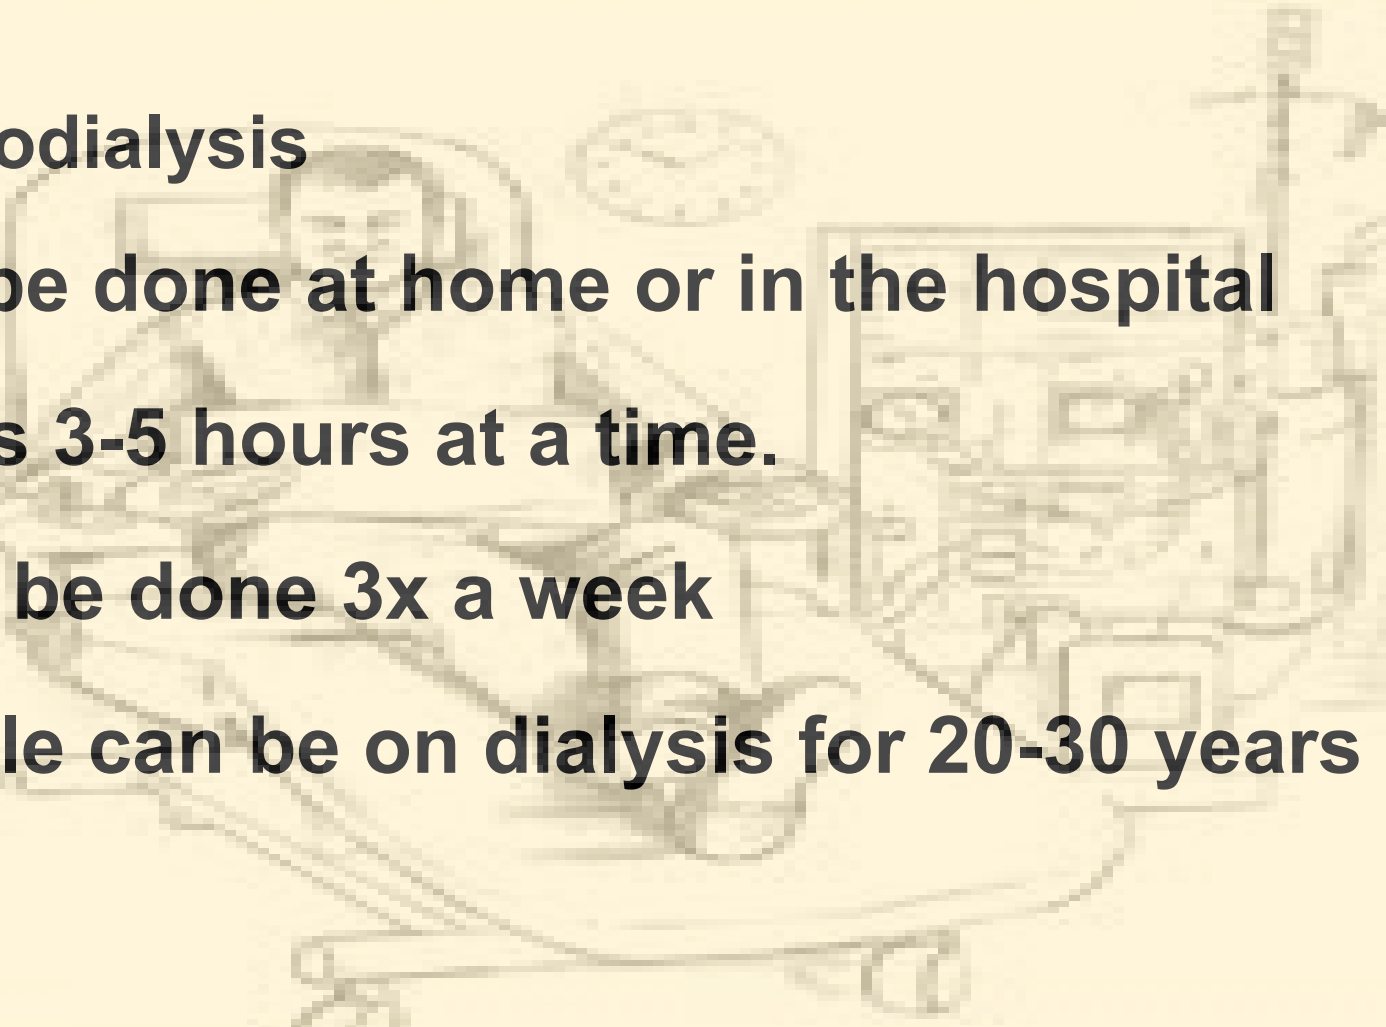 odialysis
be done at home or in the hospital
s 3-5 hours at a time.
be done 3x a week
le can be on dialysis for 20-30 years